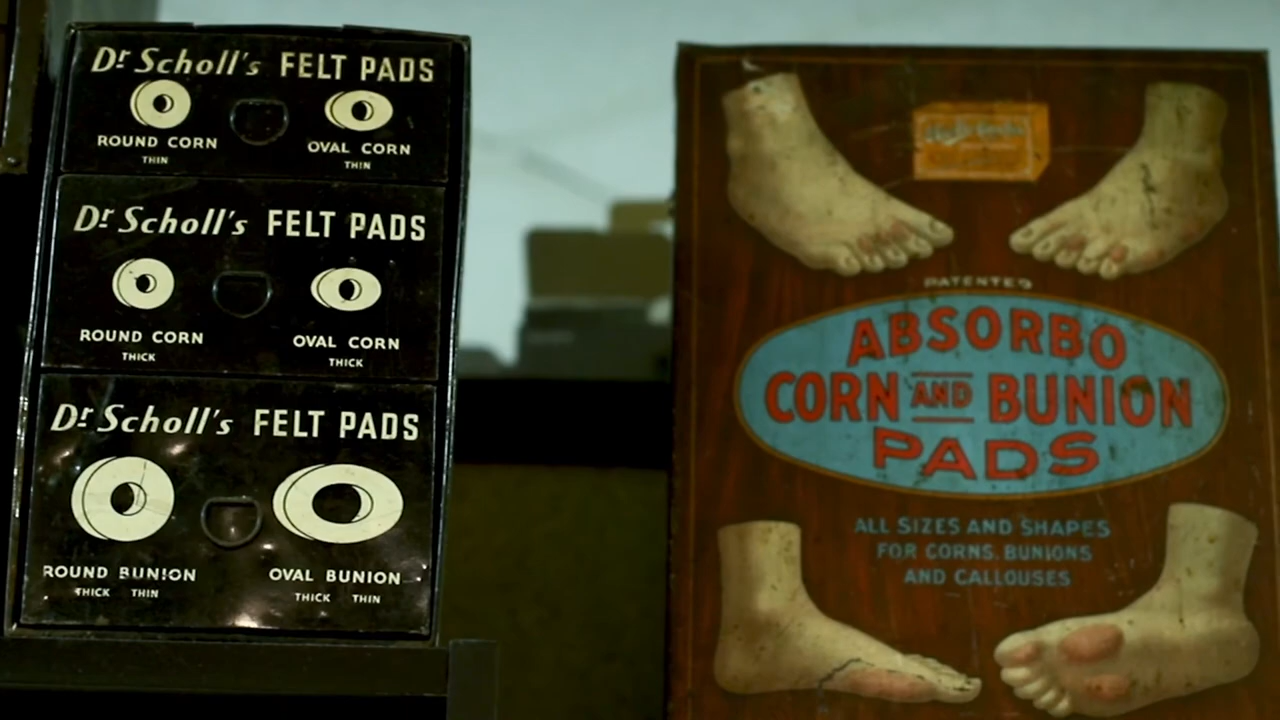 Dr Scholl's FELT PADS
ROUND CORN
THIN
OVAL CORN
THIN
Dr Scholl's FELT PADS
ROUND CORN
THICK
OVAL CORN
THICK
Dr Scholl's FELT PADS
ROUND BUNION
THICK THIN
OVAL BUNION
THICK THIN
PATENTED
ABSORBO
CORN AND BUNION
PADS
ALL SIZES AND SHAPES
FOR CORNS, BUNIONS
AND CALLOUSES